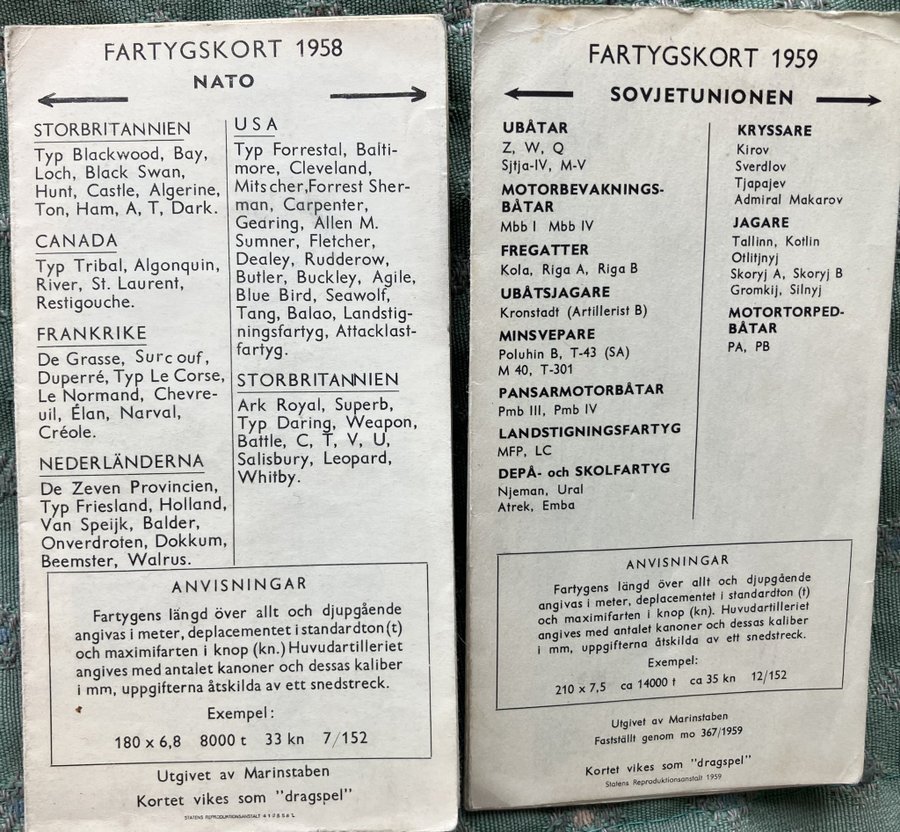 FARTYGSKORT 1958
NATO
STORBRITANNIEN
Typ Blackwood, Bay,
Loch, Black Swan,
Hunt, Castle, Algerine,
Ton, Ham, A, T, Dark.
CANADA
Typ Tribal, Algonquin,
River, St. Laurent,
Restigouche.
FRANKRIKE
De Grasse, Surcouf,
Duperré, Typ Le Corse,
Le Normand, Chevre-
uil, Élan, Narval,
Créole.
NEDERLÄNDERNA
De Zeven Provincien,
Typ Friesland, Holland,
Van Speijk, Balder,
Onverdroten, Dokkum,
Beemster, Walrus.
USA
Typ Forrestal, Balti-
more, Cleveland,
Mitscher, Forrest Sher-
man, Carpenter,
Gearing, Allen M.
Sumner, Fletcher,
Dealey, Rudderow,
Butler, Buckley, Agile,
Blue Bird, Seawolf,
Tang, Balao, Landstig-
ningsfartyg, Attacklast-
fartyg.
STORBRITANNIEN
Ark Royal, Superb,
Typ Daring, Weapon,
Battle, C, T, V, U,
Salisbury, Leopard,
Whitby.
ANVISNINGAR
Fartygens längd över allt och djupgående
angivas i meter, deplacementet i standardton (t)
och maximifarten i knop (kn.) Huvudartilleriet
angives med antalet kanoner och dessas kaliber
i mm, uppgifterna åtskilda av ett snedstreck.
Exempel:
180 x 6,8 8000 t 33 kn 7/152
Utgivet av Marinstaben
Kortet vikes som "dragspel"
STATENS REPRODUKTIONSANSTALT
FARTYGSKORT 1959
SOVJETUNIONEN
UBÅTAR
Z, W, Q
Sjtja-IV, M-V
MOTORBEVAKNINGS-
BÅTAR
Mbb I Mbb IV
FREGATTER
Kola, Riga A, Riga B
UBÅTSJAGARE
Kronstadt (Artillerist B)
MINSVEPARE
Poluhin B, T-43 (SA)
M 40, T-301
PANSARMOTORBÅTAR
Pmb III, Pmb IV
LANDSTIGNINGSFARTYG
MFP, LC
DEPÅ- och SKOLFARTYG
Njeman, Ural
Atrek, Emba
KRYSSARE
Kirov
Sverdlov
Tjapajev
Admiral Makarov
JAGARE
Tallinn, Kotlin
Otlitjnyj
Skoryj A, Skoryj B
Gromkij, Silnyj
MOTORTORPED-
BÅTAR
PA, PB
ANVISNINGAR
Fartygens längd över allt och djupgående
angivas i meter, deplacementet i standardton (t)
och maximifarten i knop (kn). Huvudartilleriet
angives med antalet kanoner och dessas kaliber
i mm, uppgifterna åtskilda av ett snedstreck.
Exempel:
210 x 7,5 ca 14000 t ca 35 kn 12/152
Utgivet av Marinstaben
Fastställt genom mo 367/1959
Kortet vikes som "dragspel"
Statens Reproduktionsanstalt 1959